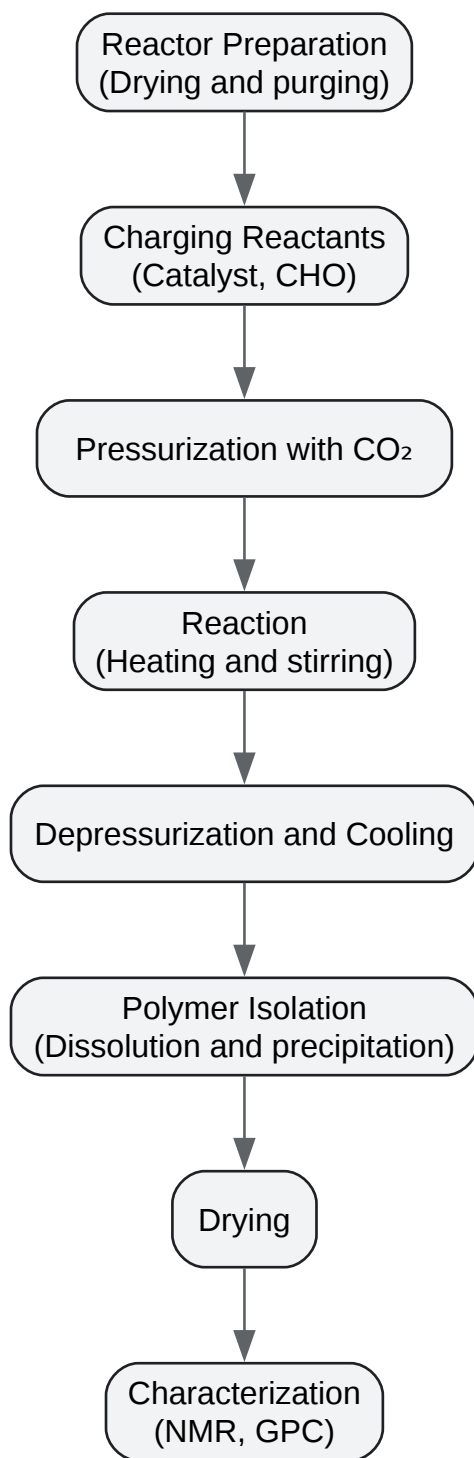 Reactor Preparation
(Drying and purging)
Charging Reactants
(Catalyst, CHO)
Pressurization with CO₂
Reaction
(Heating and stirring)
Depressurization and Cooling
Polymer Isolation
(Dissolution and precipitation)
Drying
Characterization
(NMR, GPC)